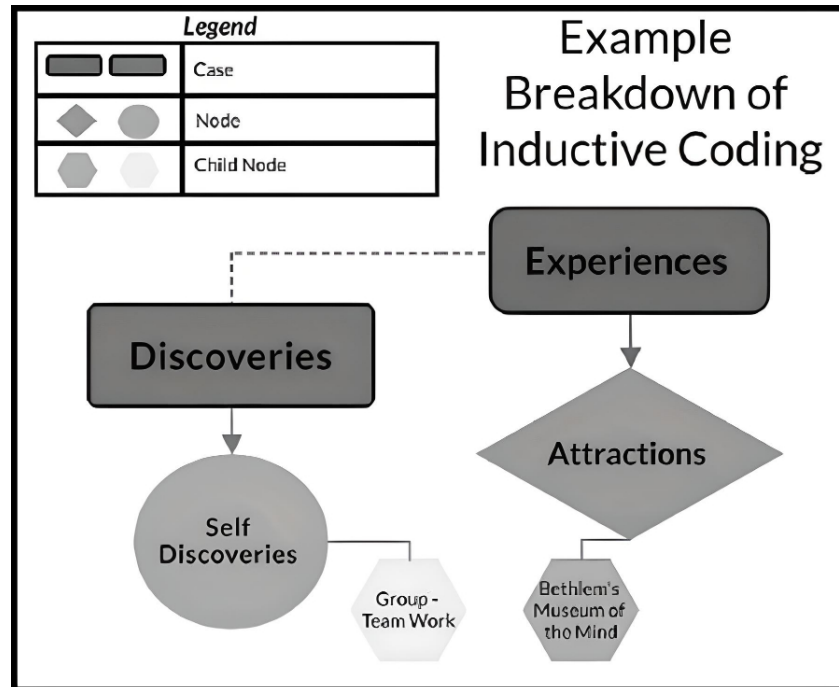 Legend
Case
Node
Child Node
Example
Breakdown of
Inductive Coding
Experiences
Discoveries
Attractions
Self
Discoveries
Group -
Team Work
Bethlem's
Museum of
the Mind